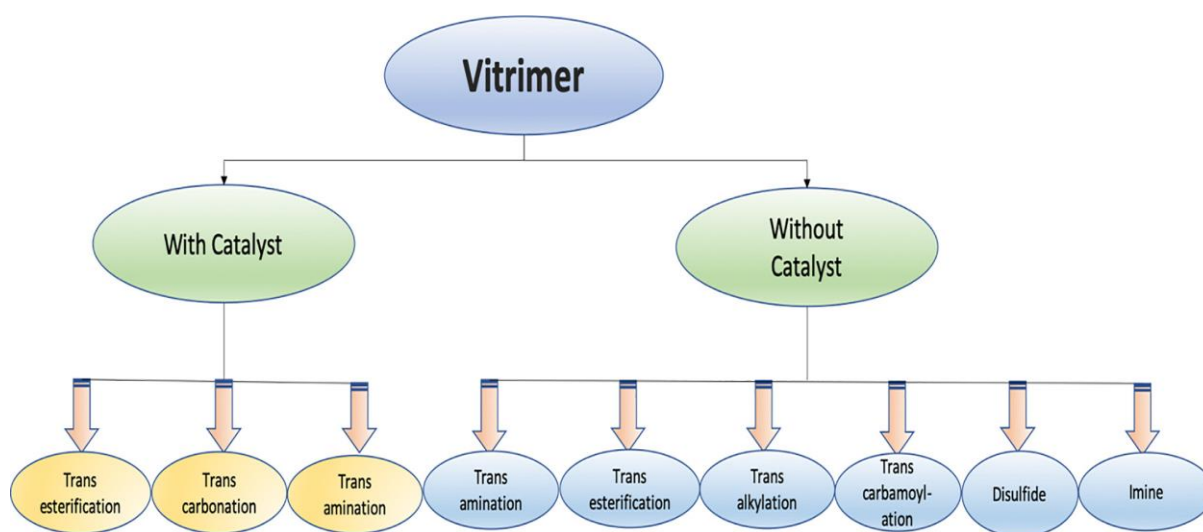 Vitrimer
With Catalyst
Without
Catalyst
Trans
esterification
Trans
carbonation
Trans
amination
Trans
amination
Trans
esterification
Trans
alkylation
Trans
carbamoyl-
ation
Disulfide
Imine